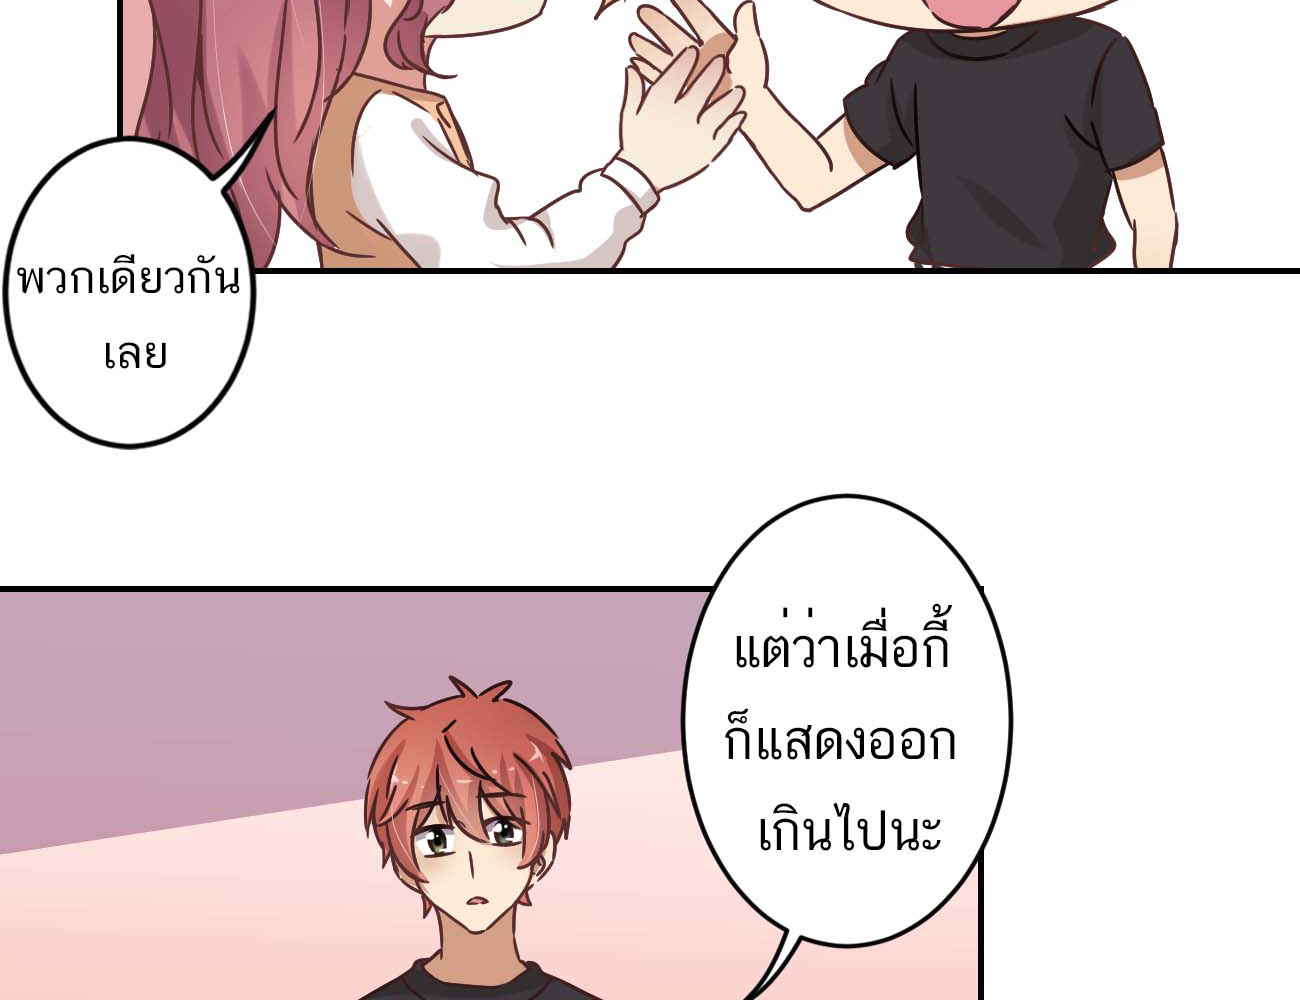 พวกเดียวกัน
เลย
แต่ว่าเมื่อกี้
ก็แสดงออก
เกินไปนะ